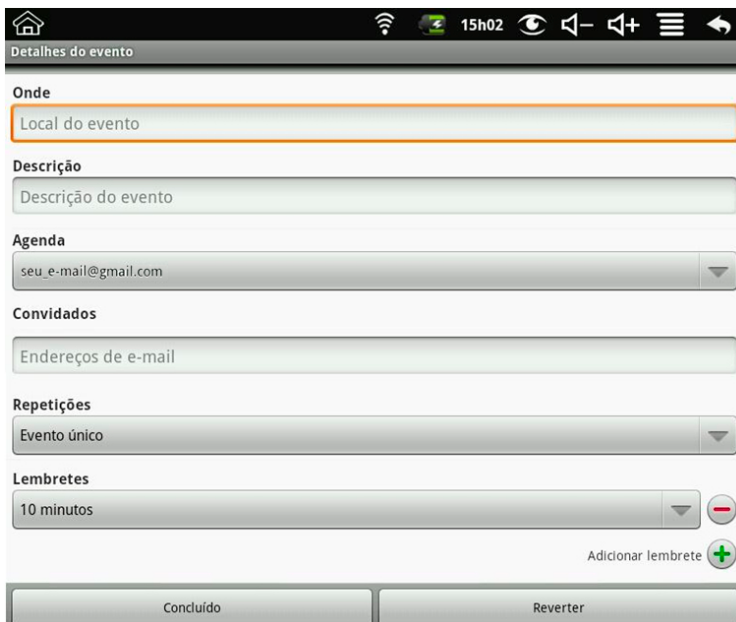 15h02
Detalhes do evento
Onde
Local do evento
Descrição
Descrição do evento
Agenda
seu_e-mail@gmail.com
Convidados
Endereços de e-mail
Repetições
Evento único
Lembretes
10 minutos
Adicionar lembrete
Concluído
Reverter